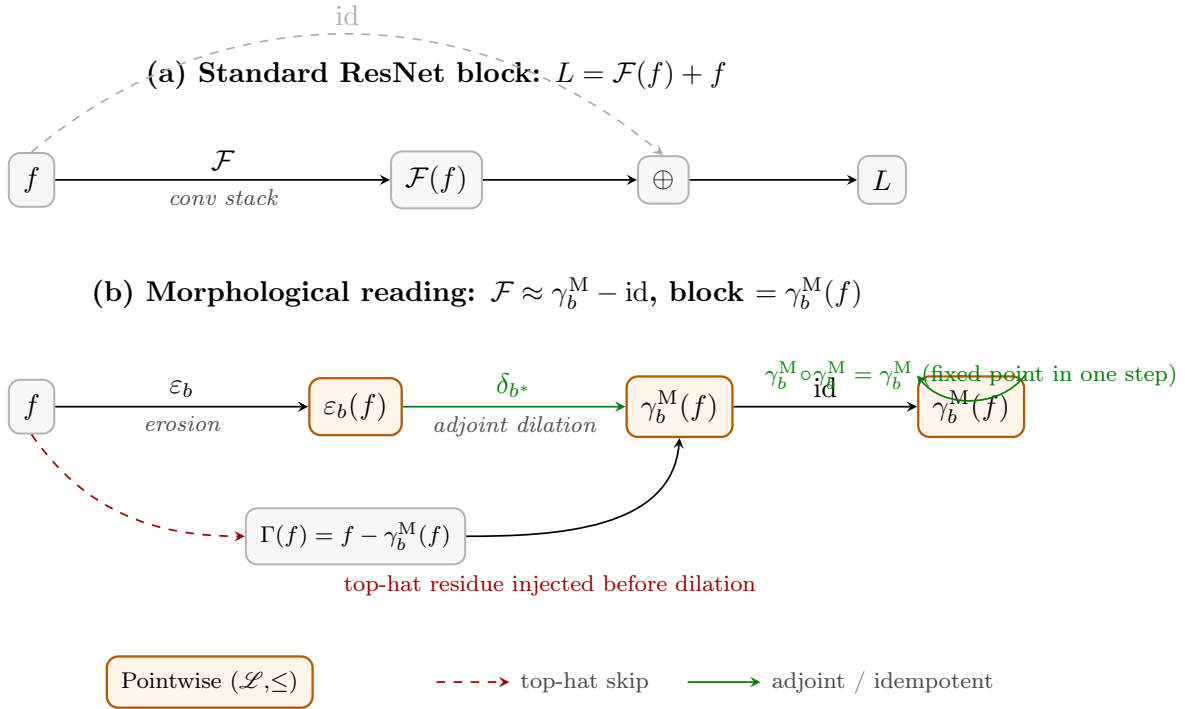 id
(a) Standard ResNet block: L = ℱ(f) + f
f
ℱ
conv stack
ℱ(f)
⊕
L
(b) Morphological reading: ℱ ≈ γ_b^M − id, block = γ_b^M(f)
f
ε_b
erosion
ε_b(f)
δ_{b*}
adjoint dilation
γ_b^M(f)
id
γ_b^M ∘ γ_b^M = γ_b^M (fixed point in one step)
γ_b^M(f)
Γ(f) = f − γ_b^M(f)
top-hat residue injected before dilation
Pointwise (ℒ,≤)
top-hat skip
adjoint / idempotent